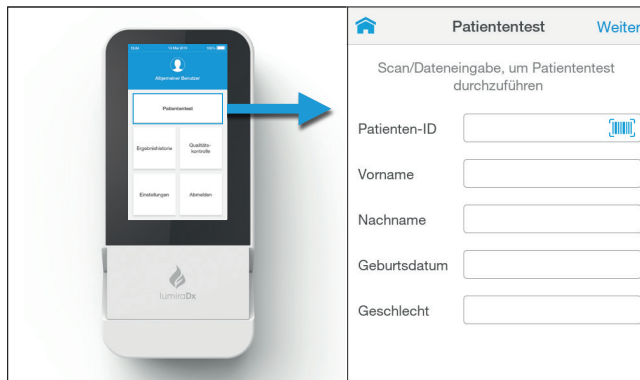 Allgemeiner Benutzer
Patiententest
Ergebnishistorie
Qualitäts-
kontrolle
Einstellungen
Abmelden
lumiraDx
Patiententest
Weiter
Scan/Dateneingabe, um Patiententest
durchzuführen
Patienten-ID
Vorname
Nachname
Geburtsdatum
Geschlecht